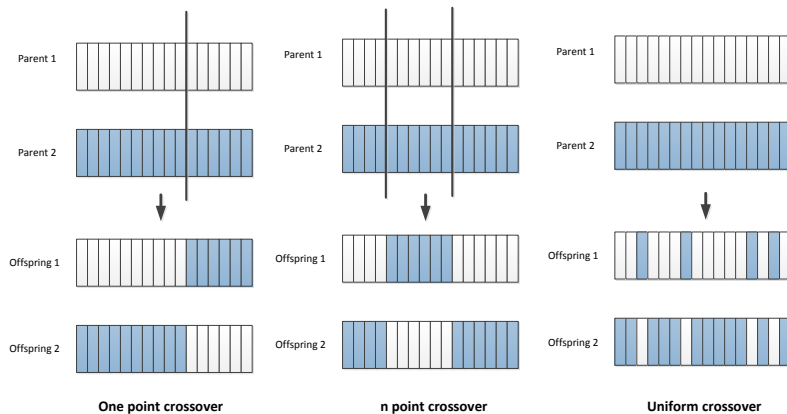 Parent 1
Parent 2
Offspring 1
Offspring 2
One point crossover
Parent 1
Parent 2
Offspring 1
Offspring 2
n point crossover
Parent 1
Parent 2
Offspring 1
Offspring 2
Uniform crossover